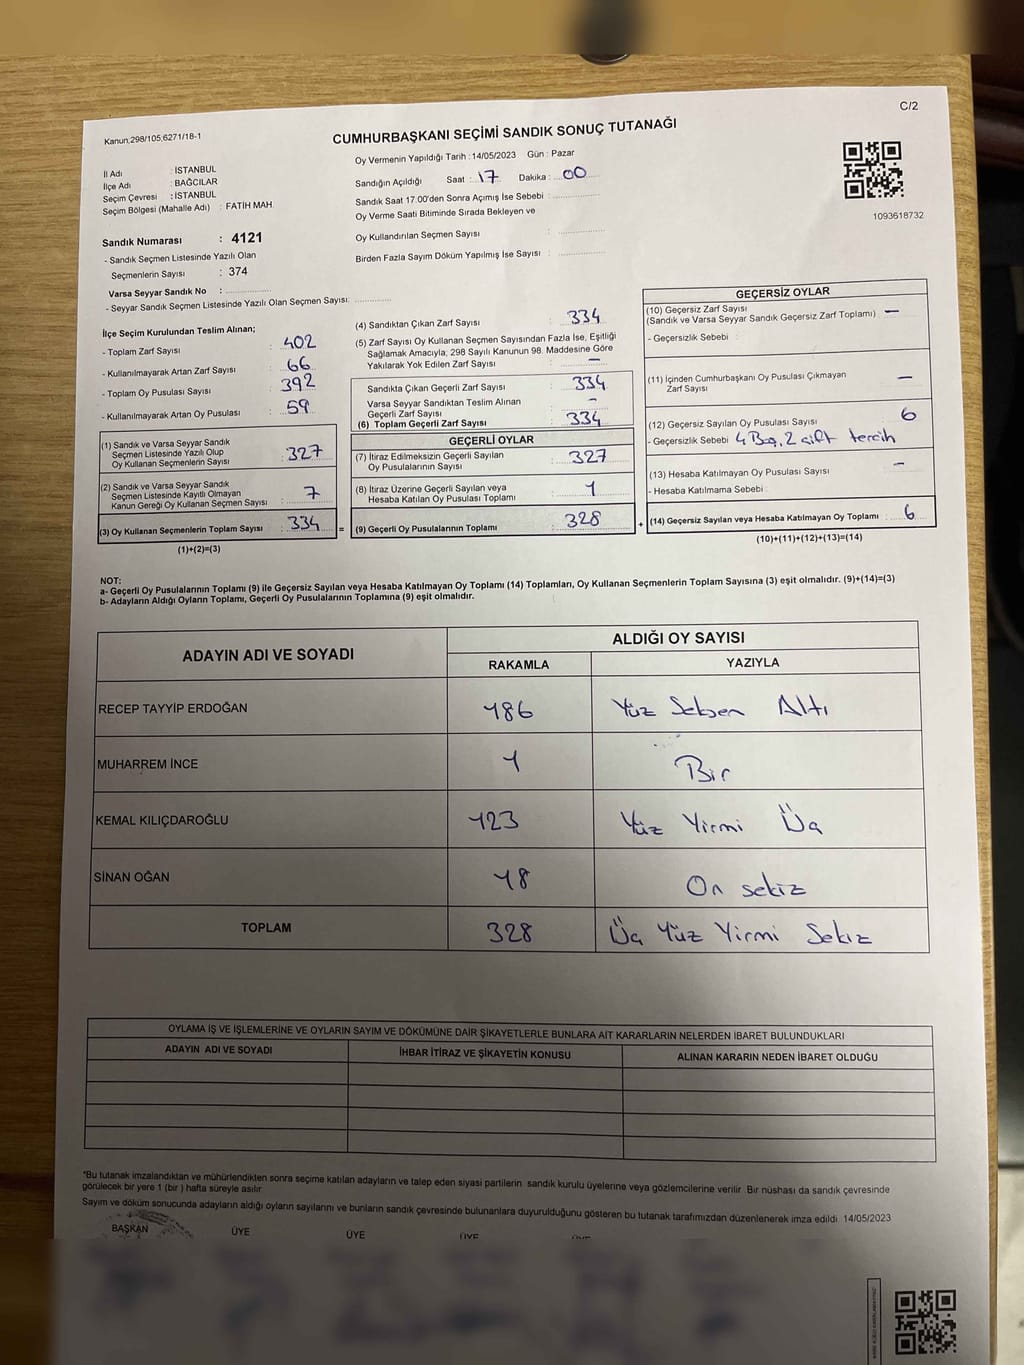 C/2
Kanun,298/105,6271/18-1
CUMHURBAŞKANI SEÇİMİ SANDIK SONUÇ TUTANAĞI
İl Adı : İSTANBUL
İlçe Adı : BAĞCILAR
Seçim Çevresi : İSTANBUL
Seçim Bölgesi (Mahalle Adı) : FATİH MAH.
Sandık Numarası : 4121
- Sandık Seçmen Listesinde Yazılı Olan
Seçmenlerin Sayısı : 374
Varsa Seyyar Sandık No :
- Seyyar Sandık Seçmen Listesinde Yazılı Olan Seçmen Sayısı:
Oy Vermenin Yapıldığı Tarih :14/05/2023 Gün : Pazar
Sandığın Açıldığı Saat : 17 Dakika : 00
Sandık Saat 17:00'den Sonra Açımış İse Sebebi :
Oy Verme Saati Bitiminde Sırada Bekleyen ve
Oy Kullandırılan Seçmen Sayısı :
Birden Fazla Sayım Döküm Yapılmış İse Sayısı :
1093618732
İlçe Seçim Kurulundan Teslim Alınan;
- Toplam Zarf Sayısı : 402
- Kullanılmayarak Artan Zarf Sayısı : 66
- Toplam Oy Pusulası Sayısı : 392
- Kullanılmayarak Artan Oy Pusulası : 59
(1) Sandık ve Varsa Seyyar Sandık
Seçmen Listesinde Yazılı Olup
Oy Kullanan Seçmenlerin Sayısı : 327
(2) Sandık ve Varsa Seyyar Sandık
Seçmen Listesinde Kayıtlı Olmayan
Kanun Gereği Oy Kullanan Seçmen Sayısı : 7
(3) Oy Kullanan Seçmenlerin Toplam Sayısı : 334
(1)+(2)=(3)
=
(4) Sandıktan Çıkan Zarf Sayısı : 334
(5) Zarf Sayısı Oy Kullanan Seçmen Sayısından Fazla İse, Eşitliği
Sağlamak Amacıyla; 298 Sayılı Kanunun 98. Maddesine Göre
Yakılarak Yok Edilen Zarf Sayısı : —
Sandıkta Çıkan Geçerli Zarf Sayısı : 334
Varsa Seyyar Sandıktan Teslim Alınan
Geçerli Zarf Sayısı : -
(6) Toplam Geçerli Zarf Sayısı : 334
GEÇERLİ OYLAR
(7) İtiraz Edilmeksizin Geçerli Sayılan
Oy Pusulalarının Sayısı : 327
(8) İtiraz Üzerine Geçerli Sayılan veya
Hesaba Katılan Oy Pusulası Toplamı : 1
(9) Geçerli Oy Pusulalarının Toplamı : 328
+
GEÇERSİZ OYLAR
(10) Geçersiz Zarf Sayısı
(Sandık ve Varsa Seyyar Sandık Geçersiz Zarf Toplamı) : —
- Geçersizlik Sebebi :
(11) İçinden Cumhurbaşkanı Oy Pusulası Çıkmayan
Zarf Sayısı : —
(12) Geçersiz Sayılan Oy Pusulası Sayısı : 6
- Geçersizlik Sebebi : 4 Boş, 2 çift tercih
(13) Hesaba Katılmayan Oy Pusulası Sayısı : -
- Hesaba Katılmama Sebebi :
(14) Geçersiz Sayılan veya Hesaba Katılmayan Oy Toplamı : 6
(10)+(11)+(12)+(13)=(14)
NOT:
a- Geçerli Oy Pusulalarının Toplamı (9) ile Geçersiz Sayılan veya Hesaba Katılmayan Oy Toplamı (14) Toplamları, Oy Kullanan Seçmenlerin Toplam Sayısına (3) eşit olmalıdır. (9)+(14)=(3)
b- Adayların Aldığı Oyların Toplamı, Geçerli Oy Pusulalarının Toplamına (9) eşit olmalıdır.
ADAYIN ADI VE SOYADI ALDIĞI OY SAYISI
RAKAMLA YAZIYLA
RECEP TAYYİP ERDOĞAN 186 Yüz Seksen Altı
MUHARREM İNCE 1 Bir
KEMAL KILIÇDAROĞLU 123 Yüz Yirmi Üç
SİNAN OĞAN 18 On sekiz
TOPLAM 328 Üç Yüz Yirmi Sekiz
OYLAMA İŞ VE İŞLEMLERİNE VE OYLARIN SAYIM VE DÖKÜMÜNE DAİR ŞİKAYETLERLE BUNLARA AİT KARARLARIN NELERDEN İBARET BULUNDUKLARI
ADAYIN ADI VE SOYADI İHBAR İTİRAZ VE ŞİKAYETİN KONUSU ALINAN KARARIN NEDEN İBARET OLDUĞU
*Bu tutanak imzalandıktan ve mühürlendikten sonra seçime katılan adayların ve talep eden siyasi partilerin sandık kurulu üyelerine veya gözlemcilerine verilir. Bir nüshası da sandık çevresinde
görülecek bir yere 1 (bir ) hafta süreyle asılır.
Sayım ve döküm sonucunda adayların aldığı oyların sayılarını ve bunların sandık çevresinde bulunanlara duyurulduğunu gösteren bu tutanak tarafımızdan düzenlenerek imza edildi. 14/05/2023
BAŞKAN ÜYE ÜYE ÜYE